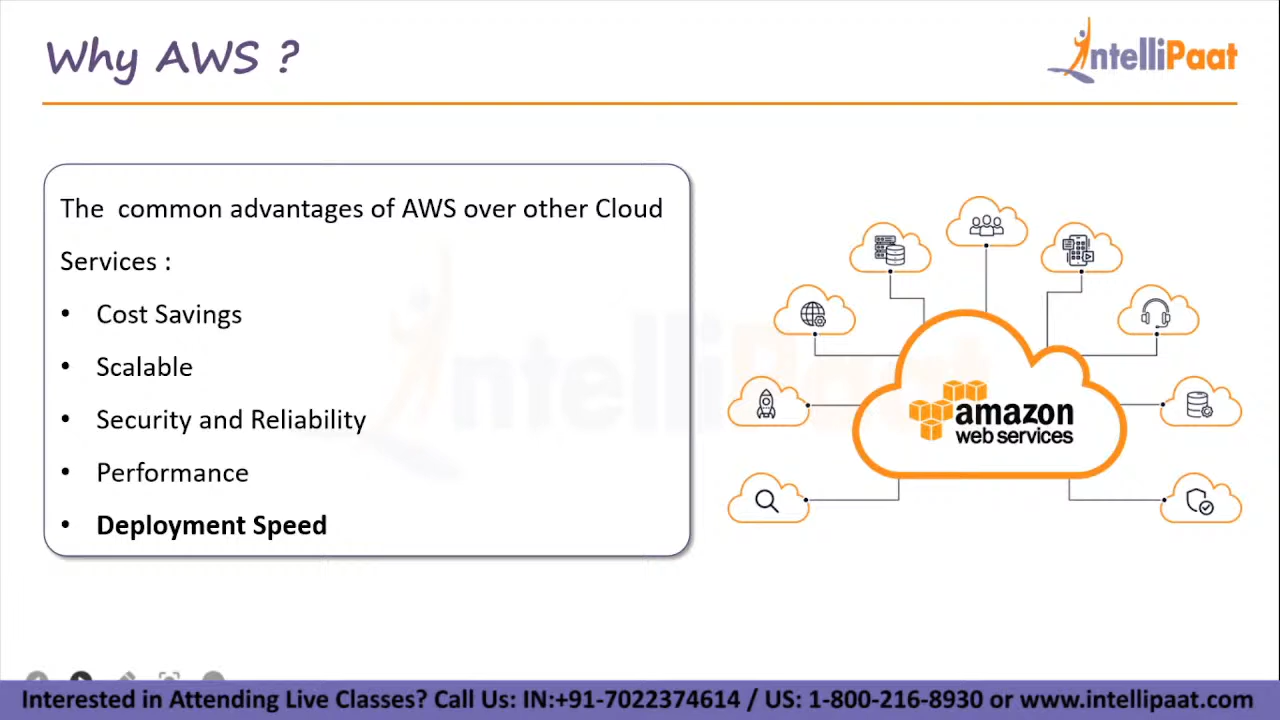 Why AWS ?
IntelliPaat
The common advantages of AWS over other Cloud
Services :
• Cost Savings
• Scalable
• Security and Reliability
• Performance
• Deployment Speed
IntelliPaat
amazon
web services
Interested in Attending Live Classes? Call Us: IN:+91-7022374614 / US: 1-800-216-8930 or www.intellipaat.com